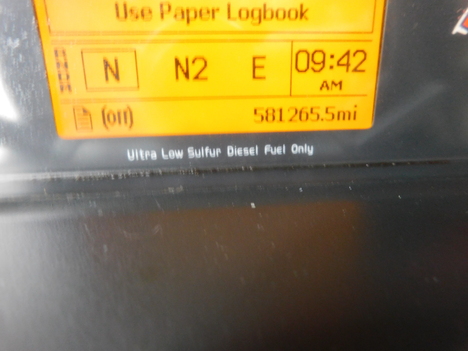 Use Paper Logbook
N N2 E 09:42
AM
(off) 581265.5mi
Ultra Low Sulfur Diesel Fuel Only